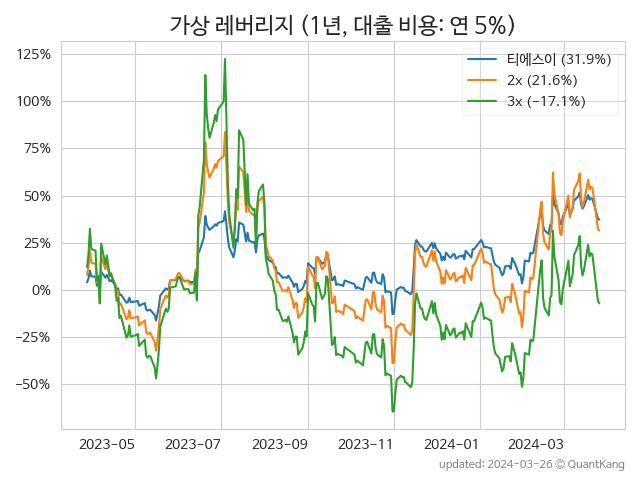 가상 레버리지 (1년, 대출 비용: 연 5%)
125%
100%
75%
50%
25%
0%
−25%
−50%
티에스이 (31.9%)
2x (21.6%)
3x (−17.1%)
2023-05
2023-07
2023-09
2023-11
2024-01
2024-03
updated: 2024-03-26 © QuantKang